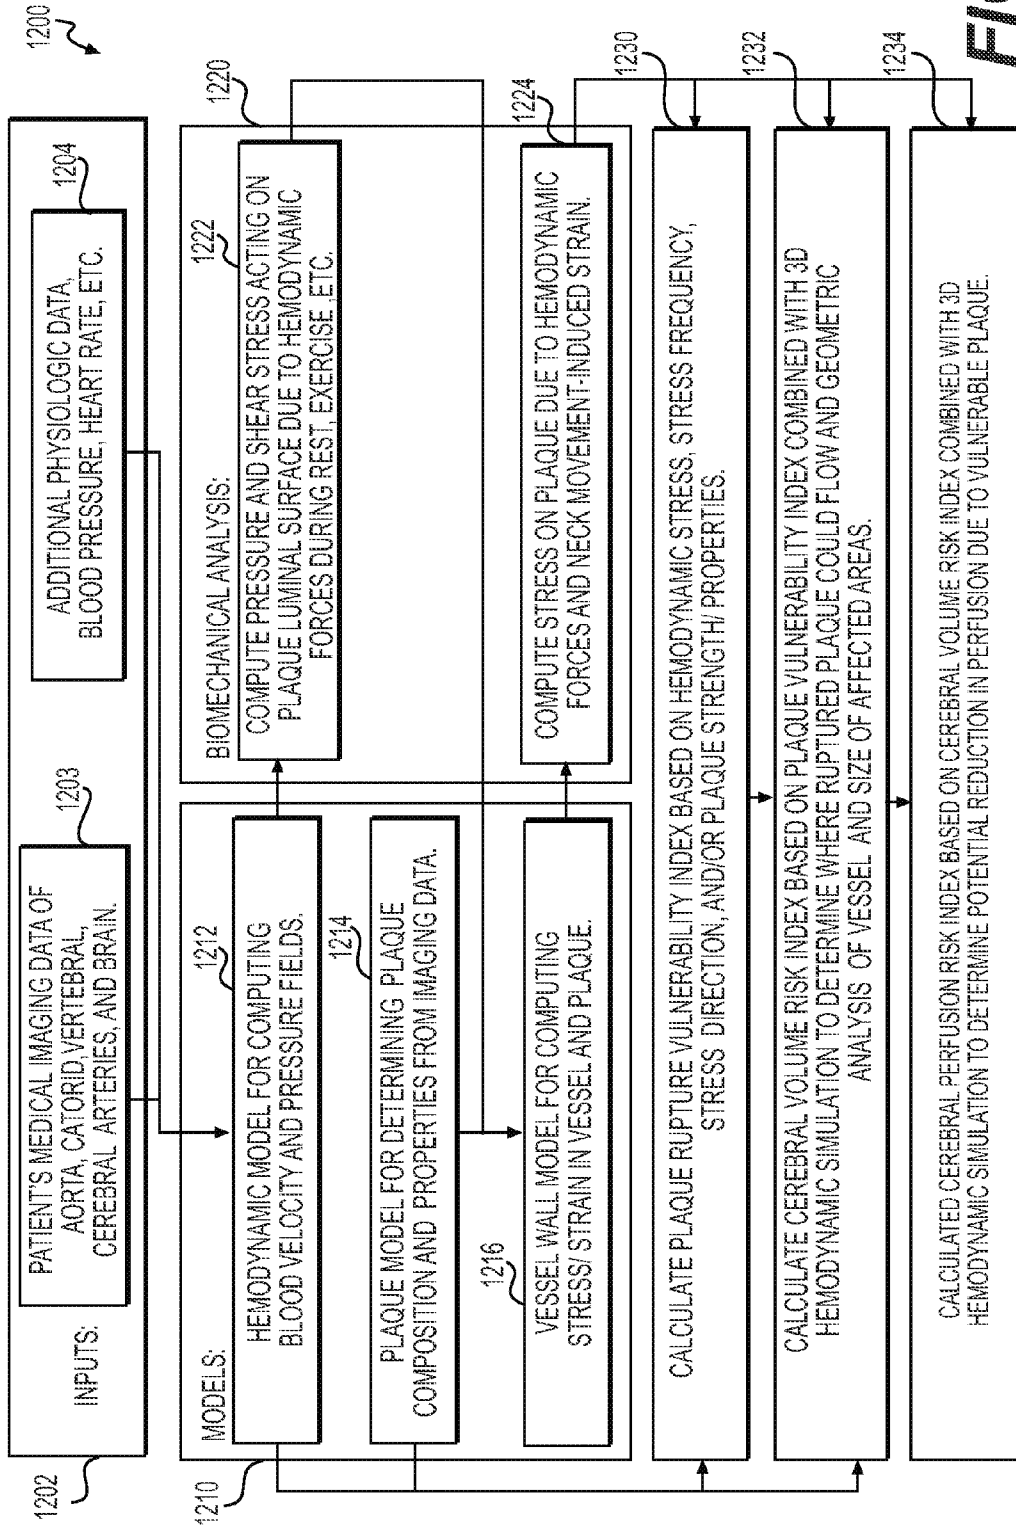 1200
1202
INPUTS:
1203
PATIENT'S MEDICAL IMAGING DATA OF
AORTA, CATORID,VERTEBRAL,
CEREBRAL ARTERIES, AND BRAIN.
1204
ADDITIONAL PHYSIOLOGIC DATA,
BLOOD PRESSURE, HEART RATE, ETC.
1210
MODELS:
1212
HEMODYNAMIC MODEL FOR COMPUTING
BLOOD VELOCITY AND PRESSURE FIELDS.
1214
PLAQUE MODEL FOR DETERMINING PLAQUE
COMPOSITION AND PROPERTIES FROM IMAGING DATA.
1216
VESSEL WALL MODEL FOR COMPUTING
STRESS/ STRAIN IN VESSEL AND PLAQUE.
1220
BIOMECHANICAL ANALYSIS:
1222
COMPUTE PRESSURE AND SHEAR STRESS ACTING ON
PLAQUE LUMINAL SURFACE DUE TO HEMODYNAMIC
FORCES DURING REST, EXERCISE ,ETC.
1224
COMPUTE STRESS ON PLAQUE DUE TO HEMODYNAMIC
FORCES AND NECK MOVEMENT-INDUCED STRAIN.
1230
CALCULATE PLAQUE RUPTURE VULNERABILITY INDEX BASED ON HEMODYNAMIC STRESS, STRESS FREQUENCY,
STRESS DIRECTION, AND/OR PLAQUE STRENGTH/ PROPERTIES.
1232
CALCULATE CEREBRAL VOLUME RISK INDEX BASED ON PLAQUE VULNERABILITY INDEX COMBINED WITH 3D
HEMODYNAMIC SIMULATION TO DETERMINE WHERE RUPTURED PLAQUE COULD FLOW AND GEOMETRIC
ANALYSIS OF VESSEL AND SIZE OF AFFECTED AREAS.
1234
CALCULATED CEREBRAL PERFUSION RISK INDEX BASED ON CEREBRAL VOLUME RISK INDEX COMBINED WITH 3D
HEMODYNAMIC SIMULATION TO DETERMINE POTENTIAL REDUCTION IN PERFUSION DUE TO VULNERABLE PLAQUE.